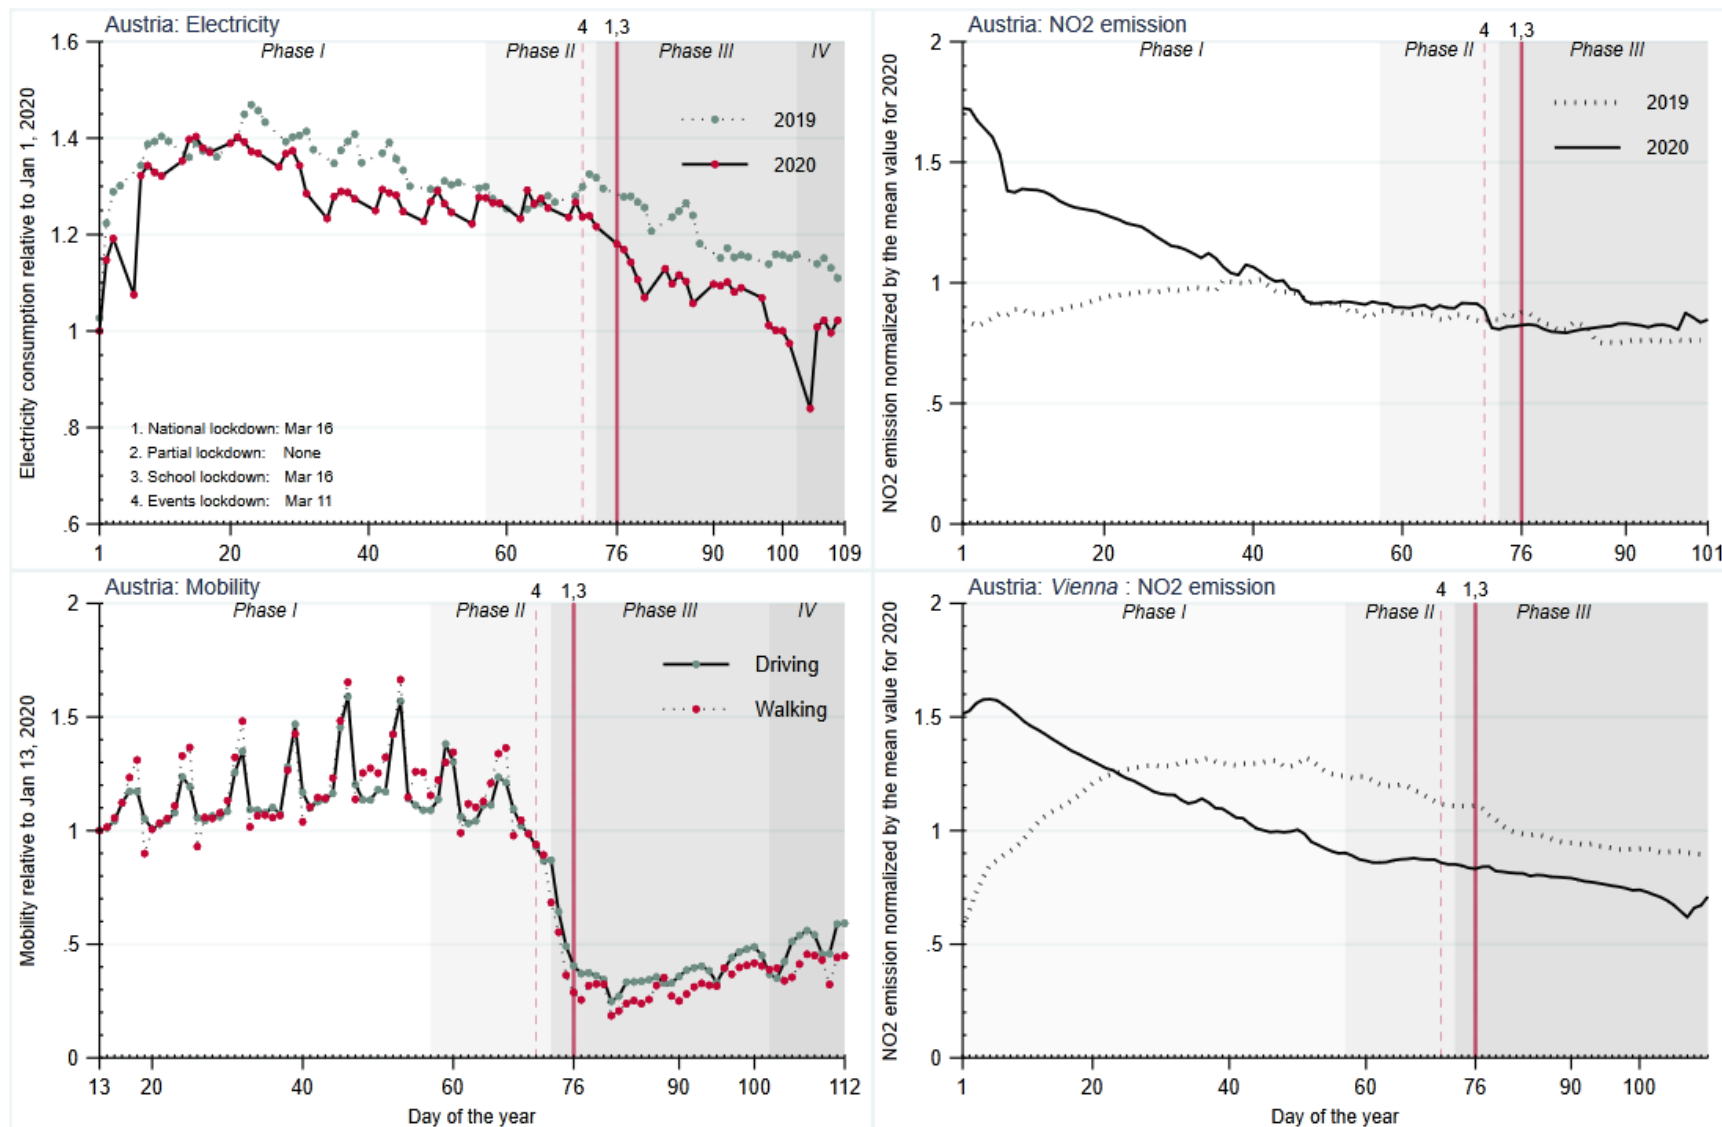 Austria: Electricity
4 1,3
Phase I Phase II Phase III IV
Electricity consumption relative to Jan 1, 2020
1.6
1.4
1.2
1
.8
.6
2019
2020
1. National lockdown: Mar 16
2. Partial lockdown: None
3. School lockdown: Mar 16
4. Events lockdown: Mar 11
1 20 40 60 76 90 100 109
Austria: NO2 emission
4 1,3
Phase I Phase II Phase III
NO2 emission normalized by the mean value for 2020
2
1.5
1
.5
0
2019
2020
1 20 40 60 76 90 101
Austria: Mobility
4 1,3
Phase I Phase II Phase III IV
Mobility relative to Jan 13, 2020
2
1.5
1
.5
0
Driving
Walking
13 20 40 60 76 90 100 112
Day of the year
Austria: Vienna : NO2 emission
4 1,3
Phase I Phase II Phase III
NO2 emission normalized by the mean value for 2020
2
1.5
1
.5
0
1 20 40 60 76 90 100
Day of the year